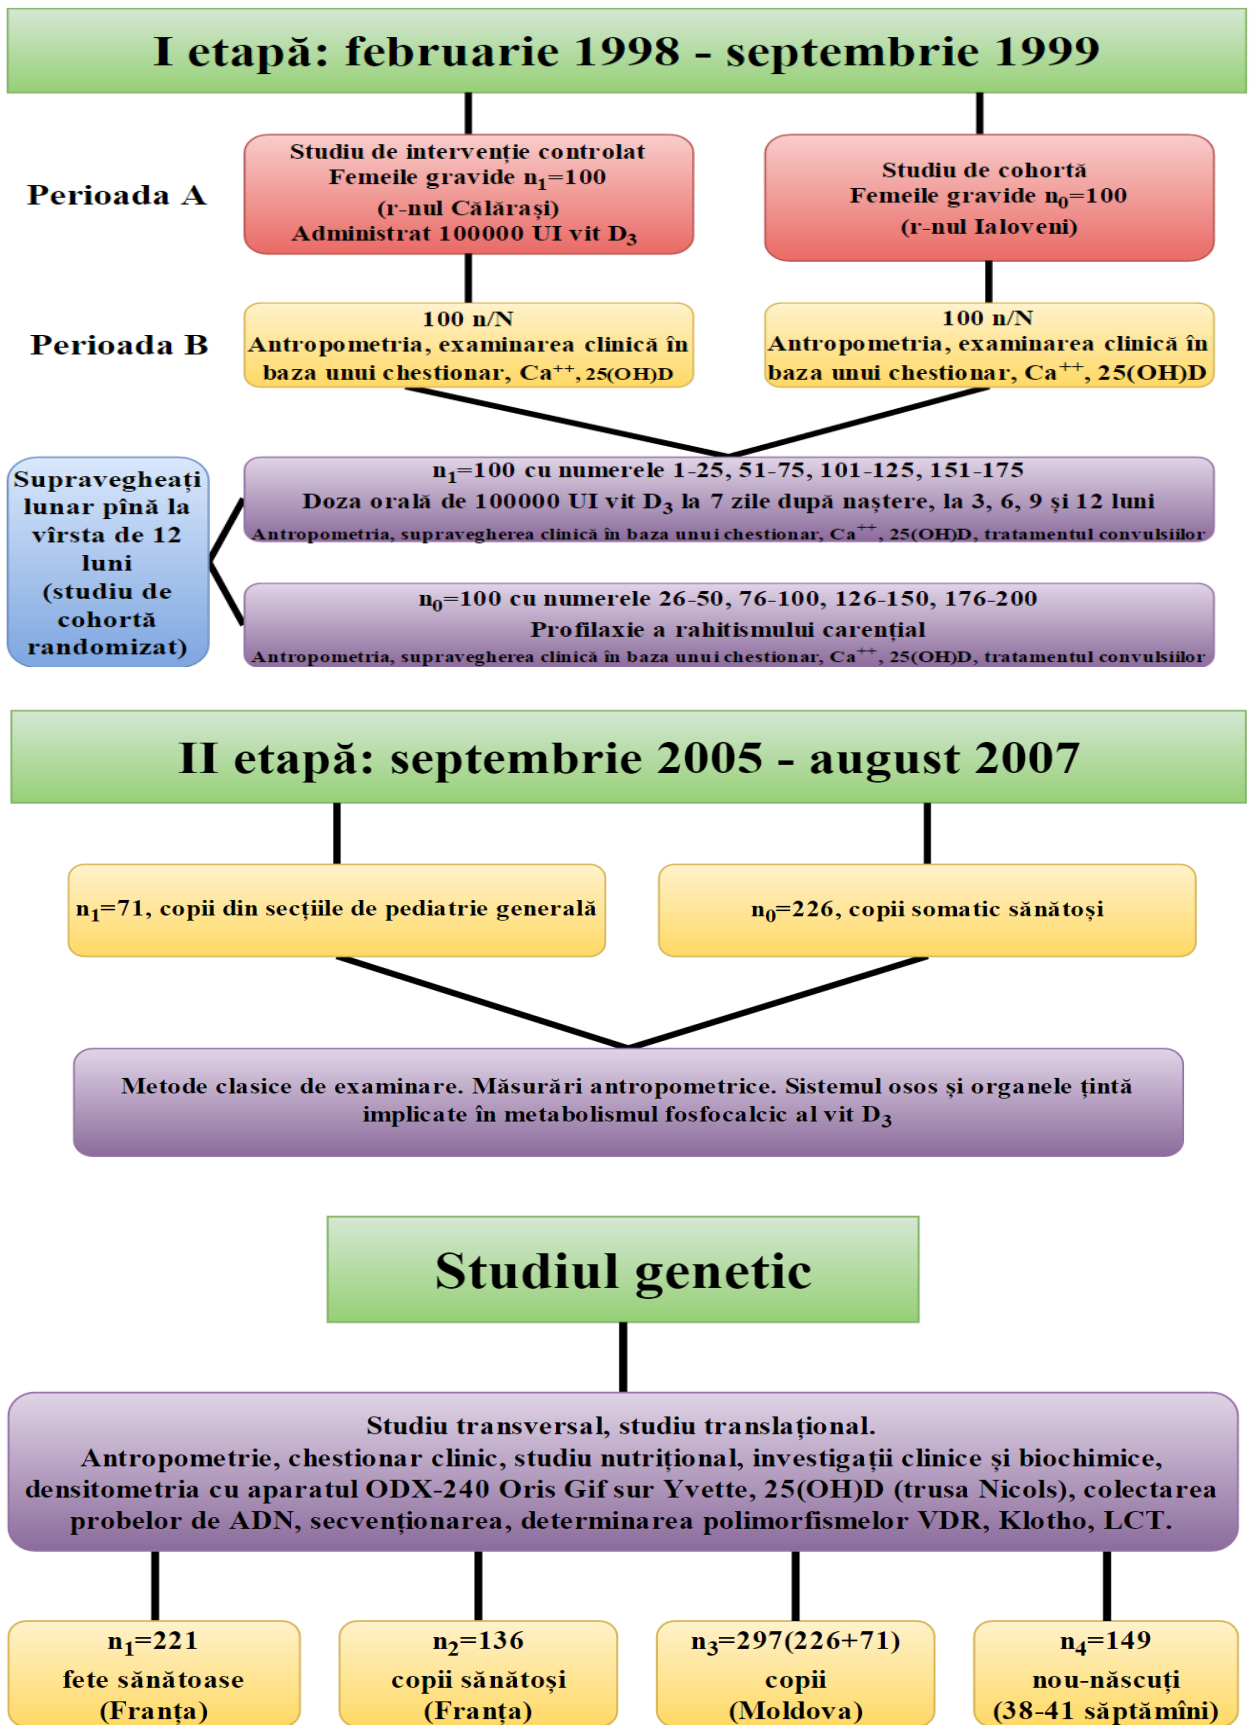 I etapă: februarie 1998 - septembrie 1999
Perioada A
Studiu de intervenție controlat
Femeile gravide n₁=100
(r-nul Călărași)
Administrat 100000 UI vit D₃
Studiu de cohortă
Femeile gravide n₀=100
(r-nul Ialoveni)
Perioada B
100 n/N
Antropometria, examinarea clinică în
baza unui chestionar, Ca⁺⁺, 25(OH)D
100 n/N
Antropometria, examinarea clinică în
baza unui chestionar, Ca⁺⁺, 25(OH)D
Supravegheați
lunar pînă la
vîrsta de 12
luni
(studiu de
cohortă
randomizat)
n₁=100 cu numerele 1-25, 51-75, 101-125, 151-175
Doza orală de 100000 UI vit D₃ la 7 zile după naștere, la 3, 6, 9 și 12 luni
Antropometria, supravegherea clinică în baza unui chestionar, Ca⁺⁺, 25(OH)D, tratamentul convulsiilor
n₀=100 cu numerele 26-50, 76-100, 126-150, 176-200
Profilaxie a rahitismului carențial
Antropometria, supravegherea clinică în baza unui chestionar, Ca⁺⁺, 25(OH)D, tratamentul convulsiilor
II etapă: septembrie 2005 - august 2007
n₁=71, copii din secțiile de pediatrie generală
n₀=226, copii somatic sănătoși
Metode clasice de examinare. Măsurări antropometrice. Sistemul osos și organele țintă
implicate în metabolismul fosfocalcic al vit D₃
Studiul genetic
Studiu transversal, studiu translațional.
Antropometrie, chestionar clinic, studiu nutrițional, investigații clinice și biochimice,
densitometria cu aparatul ODX-240 Oris Gif sur Yvette, 25(OH)D (trusa Nicols), colectarea
probelor de ADN, secvenționarea, determinarea polimorfismelor VDR, Klotho, LCT.
n₁=221
fete sănătoase
(Franța)
n₂=136
copii sănătoși
(Franța)
n₃=297(226+71)
copii
(Moldova)
n₄=149
nou-născuți
(38-41 săptămîni)